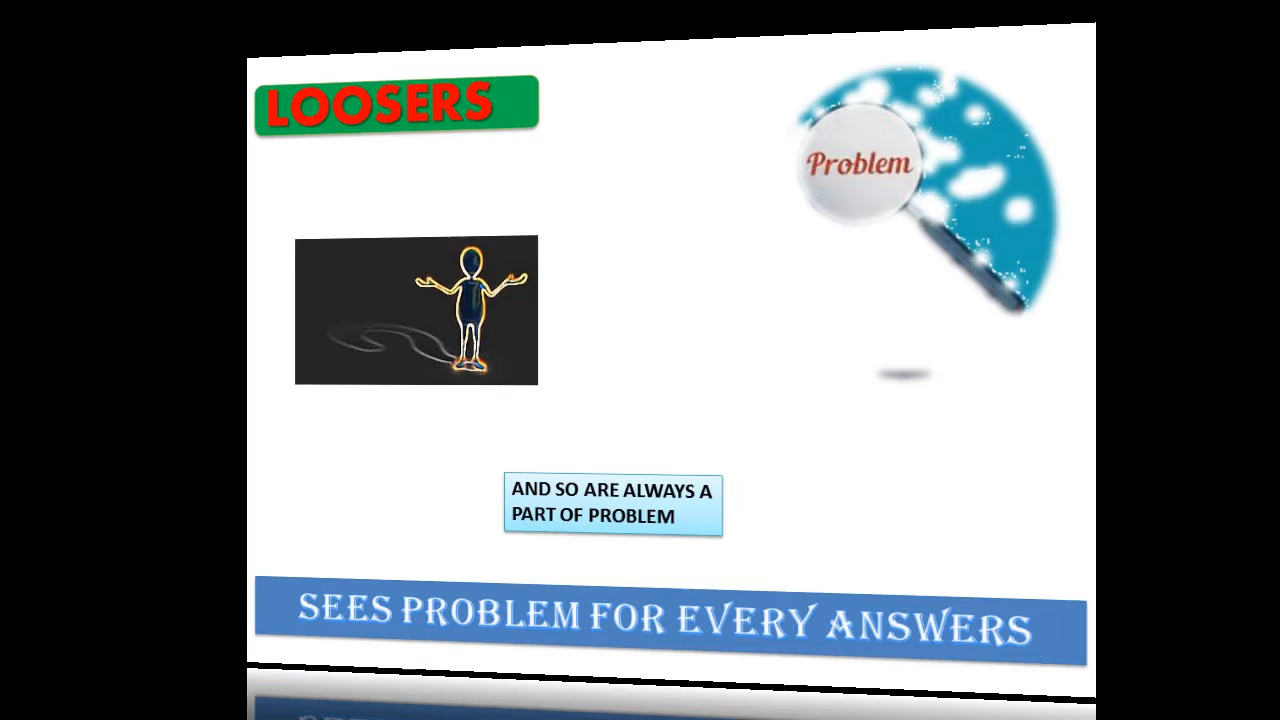 LOOSERS
Problem
AND SO ARE ALWAYS A
PART OF PROBLEM
SEES PROBLEM FOR EVERY ANSWERS